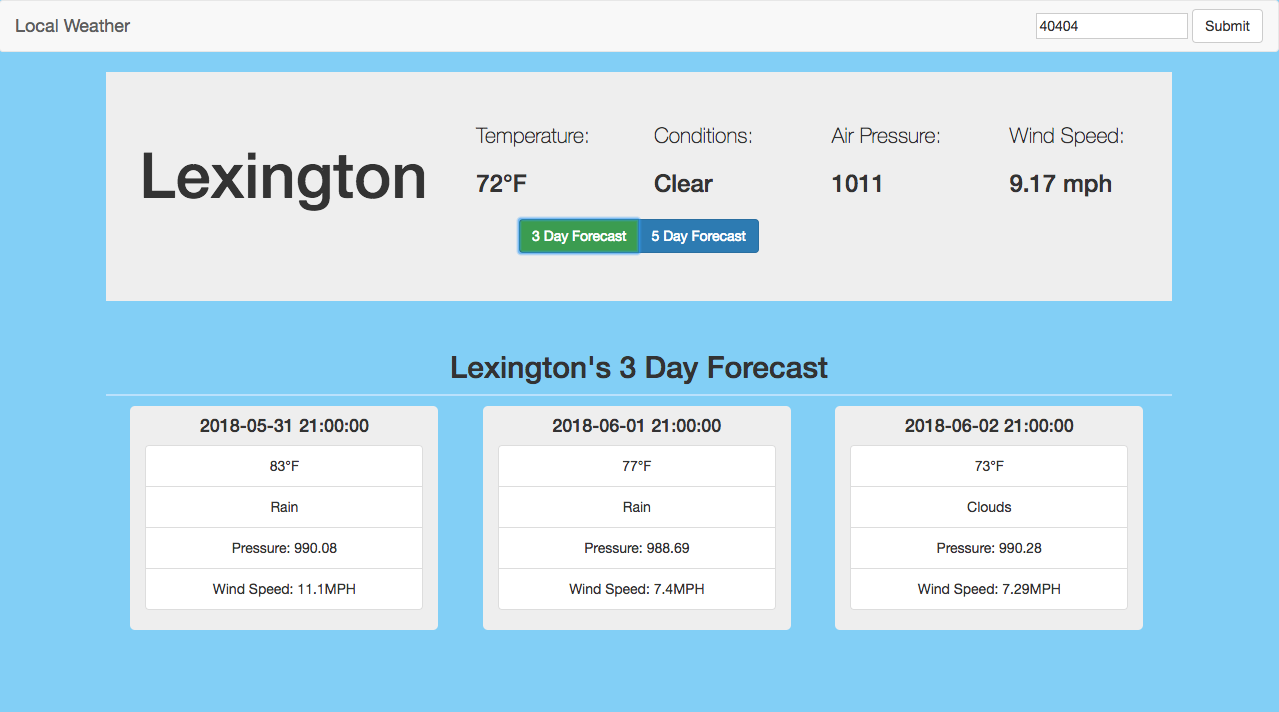 Local Weather
40404
Submit
Lexington
Temperature:
72°F
Conditions:
Clear
Air Pressure:
1011
Wind Speed:
9.17 mph
3 Day Forecast
5 Day Forecast
Lexington's 3 Day Forecast
2018-05-31 21:00:00
83°F
Rain
Pressure: 990.08
Wind Speed: 11.1MPH
2018-06-01 21:00:00
77°F
Rain
Pressure: 988.69
Wind Speed: 7.4MPH
2018-06-02 21:00:00
73°F
Clouds
Pressure: 990.28
Wind Speed: 7.29MPH